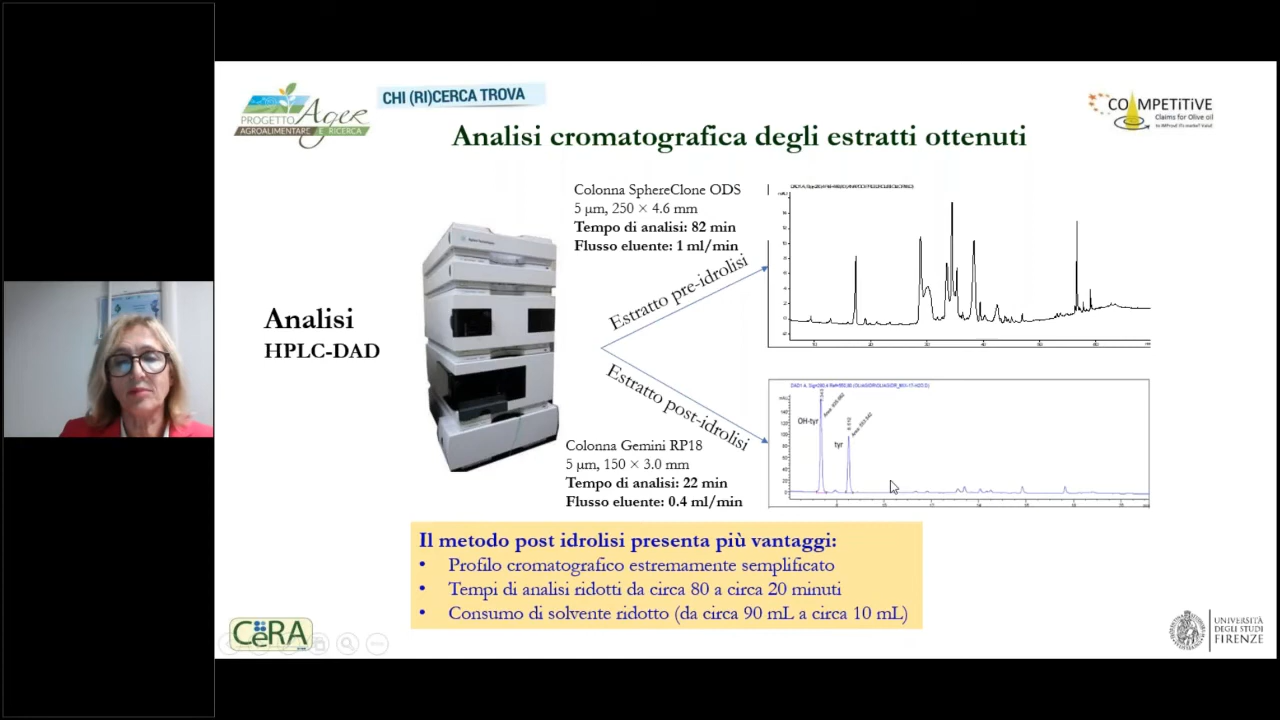 PROGETTO
Ager
AGROALIMENTARE E RICERCA
CHI (RI)CERCA TROVA
COMPETITIVE
Claims for Olive oil
to IMProVE its market ValuE
Analisi cromatografica degli estratti ottenuti
Colonna SphereClone ODS
5 µm, 250 × 4.6 mm
Tempo di analisi: 82 min
Flusso eluente: 1 ml/min
Estratto pre-idrolisi
Analisi
HPLC-DAD
Estratto post-idrolisi
OH-tyr
tyr
Colonna Gemini RP18
5 µm, 150 × 3.0 mm
Tempo di analisi: 22 min
Flusso eluente: 0.4 ml/min
Il metodo post idrolisi presenta più vantaggi:
• Profilo cromatografico estremamente semplificato
• Tempi di analisi ridotti da circa 80 a circa 20 minuti
• Consumo di solvente ridotto (da circa 90 mL a circa 10 mL)
CeRA
UNIVERSITÀ
DEGLI STUDI
FIRENZE